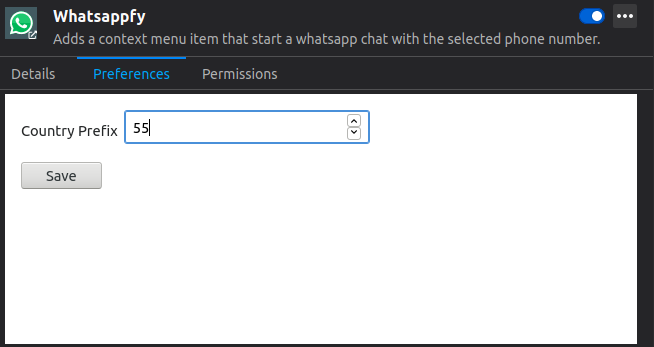 Whatsappfy
Adds a context menu item that start a whatsapp chat with the selected phone number.
Details Preferences Permissions
Country Prefix 55
Save